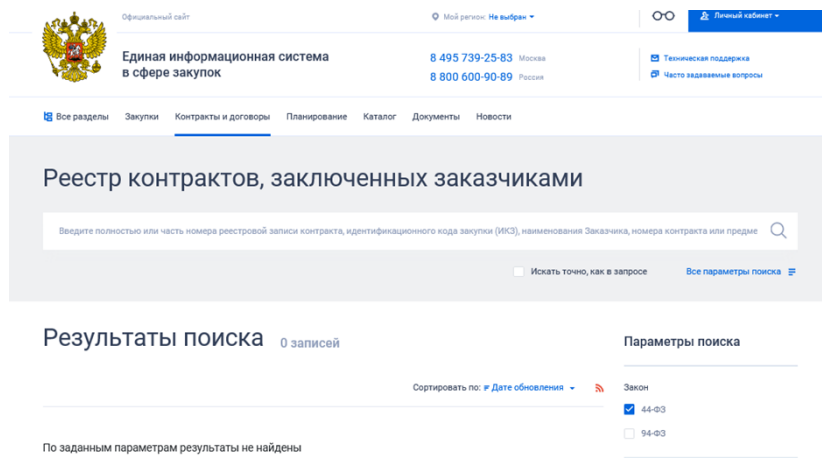 Официальный сайт
Мой регион: Не выбран
Личный кабинет
Единая информационная система
в сфере закупок
8 495 739-25-83 Москва
8 800 600-90-89 Россия
Техническая поддержка
Часто задаваемые вопросы
Все разделы Закупки Контракты и договоры Планирование Каталог Документы Новости
Реестр контрактов, заключенных заказчиками
Введите полностью или часть номера реестровой записи контракта, идентификационного кода закупки (ИКЗ), наименования Заказчика, номера контракта или предме
Искать точно, как в запросе Все параметры поиска
Результаты поиска 0 записей
Параметры поиска
Сортировать по: Дате обновления
Закон
44-ФЗ
94-ФЗ
По заданным параметрам результаты не найдены